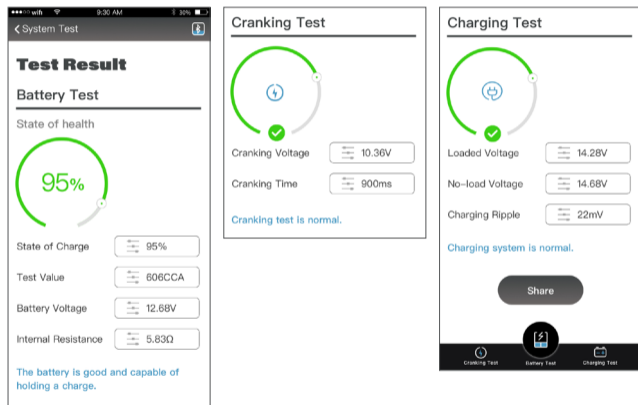 wifi 9:30 AM 30%
System Test
Test Result
Battery Test
State of health
95%
State of Charge 95%
Test Value 606CCA
Battery Voltage 12.68V
Internal Resistance 5.83Ω
The battery is good and capable of
holding a charge.
Cranking Test
Cranking Voltage 10.36V
Cranking Time 900ms
Cranking test is normal.
Charging Test
Loaded Voltage 14.28V
No-load Voltage 14.68V
Charging Ripple 22mV
Charging system is normal.
Share
Cranking Test Battery Test Charging Test